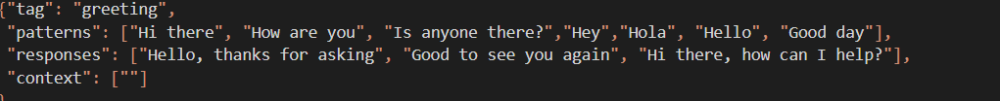 {"tag": "greeting",
"patterns": ["Hi there", "How are you", "Is anyone there?","Hey","Hola", "Hello", "Good day"],
"responses": ["Hello, thanks for asking", "Good to see you again", "Hi there, how can I help?"],
"context": [""]